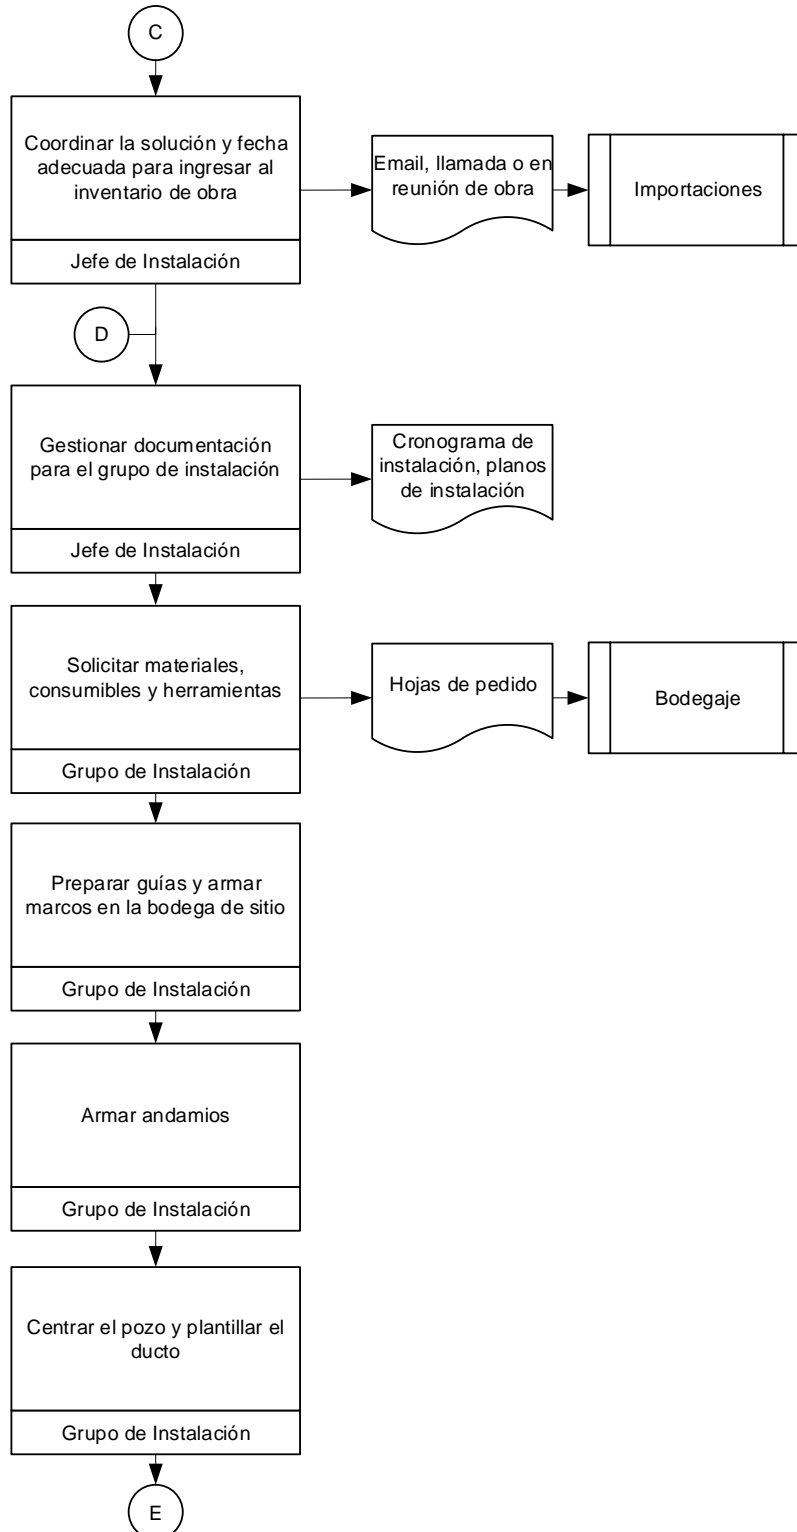 C
Coordinar la solución y fecha
adecuada para ingresar al
inventario de obra
Jefe de Instalación
Email, llamada o en
reunión de obra
Importaciones
D
Gestionar documentación
para el grupo de instalación
Jefe de Instalación
Cronograma de
instalación, planos
de instalación
Solicitar materiales,
consumibles y herramientas
Grupo de Instalación
Hojas de pedido
Bodegaje
Preparar guías y armar
marcos en la bodega de sitio
Grupo de Instalación
Armar andamios
Grupo de Instalación
Centrar el pozo y plantillar el
ducto
Grupo de Instalación
E